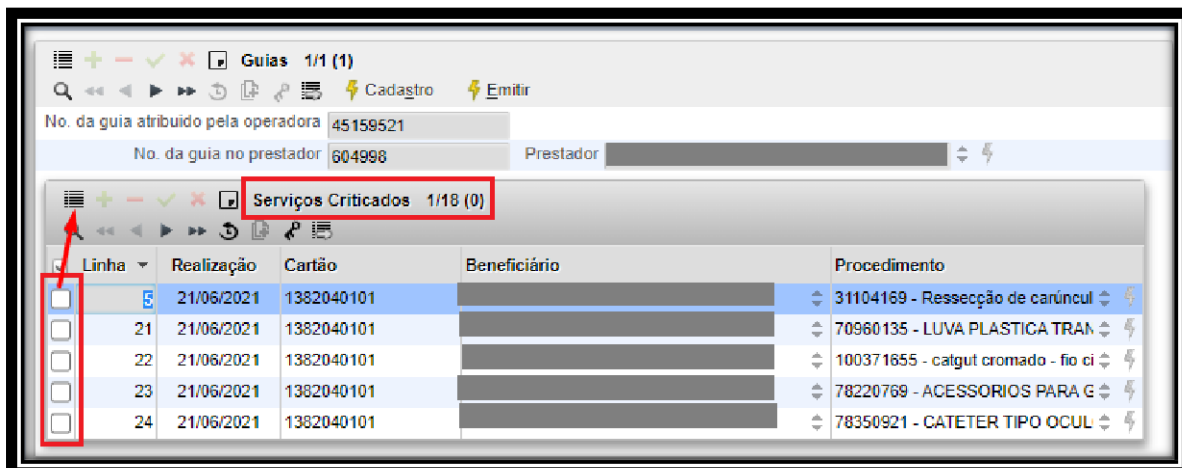 Guias 1/1 (1)
Cadastro Emitir
No. da guia atribuido pela operadora 45159521
No. da guia no prestador 604998 Prestador
Serviços Criticados 1/18 (0)
Linha Realização Cartão Beneficiário Procedimento
5 21/06/2021 1382040101 31104169 - Ressecção de carúncul
21 21/06/2021 1382040101 70960135 - LUVA PLASTICA TRAN
22 21/06/2021 1382040101 100371655 - catgut cromado - fio ci
23 21/06/2021 1382040101 78220769 - ACESSORIOS PARA G
24 21/06/2021 1382040101 78350921 - CATETER TIPO OCUL